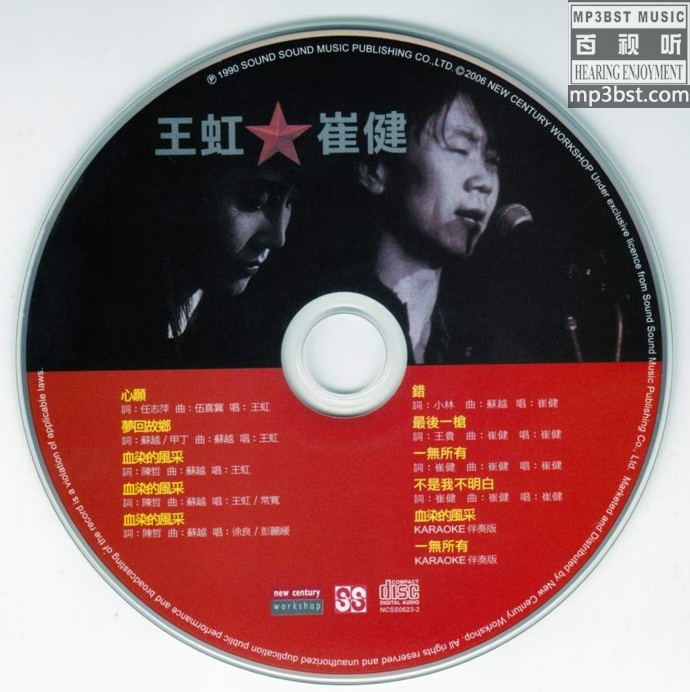 MP3BST MUSIC
百视听
HEARING ENJOYMENT
mp3bst.com
℗ 1990 SOUND SOUND MUSIC PUBLISHING CO.,LTD. © 2006 NEW CENTURY WORKSHOP Under exclusive licence from Sound Sound Music Publishing Co., Ltd. Marketed and Distributed by New Century Workshop. All rights reserved and unauthorized duplication public performance and broadcasting of the record is a violation of applicable laws.
王虹★崔健
心願
詞：任志萍 曲：伍嘉冀 唱：王虹
夢回故鄉
詞：蘇越/甲丁 曲：蘇越 唱：王虹
血染的風采
詞：陳哲 曲：蘇越 唱：王虹
血染的風采
詞：陳哲 曲：蘇越 唱：王虹/常寬
血染的風采
詞：陳哲 曲：蘇越 唱：徐良/彭麗媛
錯
詞：小林 曲：蘇越 唱：崔健
最後一槍
詞：王貴 曲：蘇越 唱：崔健
一無所有
詞：崔健 曲：崔健 唱：崔健
不是我不明白
詞：崔健 曲：崔健 唱：崔健
血染的風采
KARAOKE 伴奏版
一無所有
KARAOKE 伴奏版
new century
workshop
SS
COMPACT
disc
DIGITAL AUDIO
NCSS0623-2